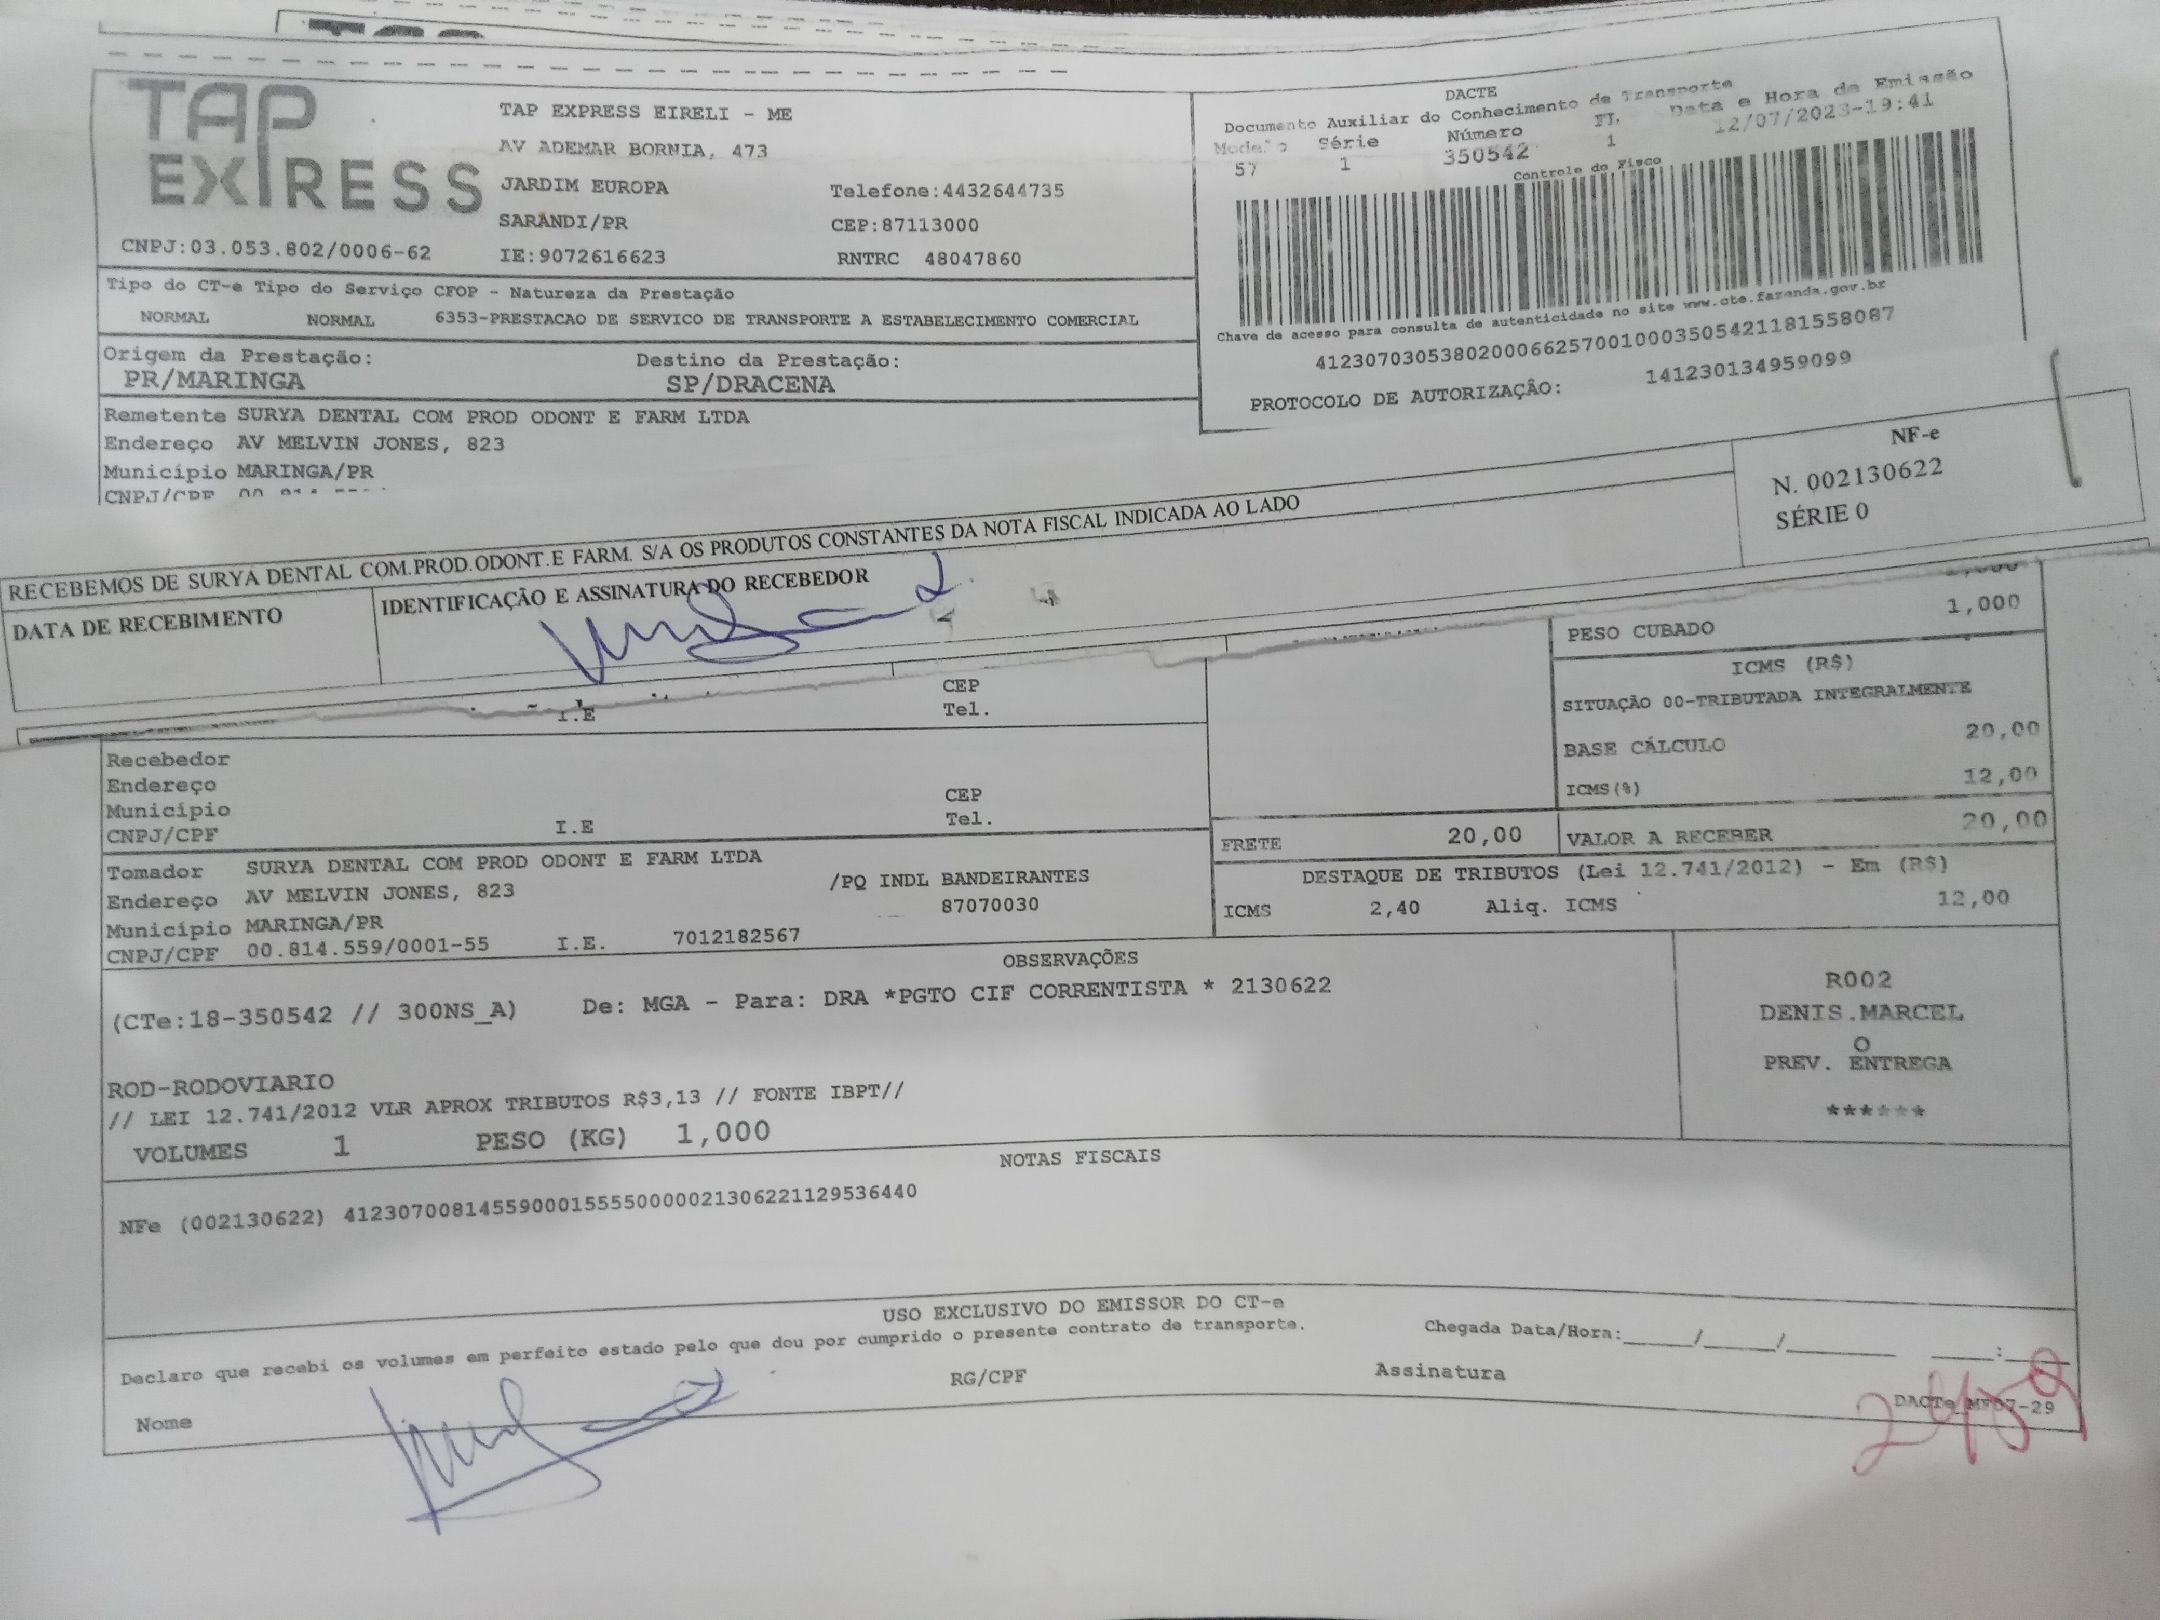 TAP EXPRESS
TAP EXPRESS EIRELI - ME
AV ADEMAR BORNIA, 473
JARDIM EUROPA
Telefone:4432644735
SARANDI/PR
CEP:87113000
CNPJ:03.053.802/0006-62
IE:9072616623
RNTRC 48047860
DACTE
Documento Auxiliar do Conhecimento de Transporte
Modelo Série Número Fl. Data e Hora de Emissão
57 1 350542 1 12/07/2023-19:41
Controle do Fisco
Chave de acesso para consulta de autenticidade no site www.cte.fazenda.gov.br
41230703053802000662570010003505421181558087
PROTOCOLO DE AUTORIZAÇÂO: 141230134959099
Tipo do CT-e Tipo do Serviço CFOP - Natureza da Prestação
NORMAL NORMAL 6353-PRESTACAO DE SERVICO DE TRANSPORTE A ESTABELECIMENTO COMERCIAL
Origem da Prestação: Destino da Prestação:
PR/MARINGA SP/DRACENA
Remetente SURYA DENTAL COM PROD ODONT E FARM LTDA
Endereço AV MELVIN JONES, 823
Município MARINGA/PR
CNPJ/CPF
NF-e
N. 002130622
SÉRIE 0
RECEBEMOS DE SURYA DENTAL COM.PROD.ODONT.E FARM. S/A OS PRODUTOS CONSTANTES DA NOTA FISCAL INDICADA AO LADO
DATA DE RECEBIMENTO
IDENTIFICAÇÃO E ASSINATURA DO RECEBEDOR
PESO CUBADO 1,000
ICMS (R$)
SITUAÇÃO 00-TRIBUTADA INTEGRALMENTE
BASE CÁLCULO 20,00
ICMS(%) 12,00
FRETE 20,00 VALOR A RECEBER 20,00
DESTAQUE DE TRIBUTOS (Lei 12.741/2012) - Em (R$)
ICMS 2,40 Aliq. ICMS 12,00
CEP
I.E Tel.
Recebedor
Endereço
Município CEP
CNPJ/CPF I.E Tel.
Tomador SURYA DENTAL COM PROD ODONT E FARM LTDA
Endereço AV MELVIN JONES, 823 /PQ INDL BANDEIRANTES
Município MARINGA/PR 87070030
CNPJ/CPF 00.814.559/0001-55 I.E. 7012182567
OBSERVAÇÕES
(CTe:18-350542 // 300NS_A) De: MGA - Para: DRA *PGTO CIF CORRENTISTA * 2130622
R002
DENIS.MARCEL
O
PREV. ENTREGA
******
ROD-RODOVIARIO
// LEI 12.741/2012 VLR APROX TRIBUTOS R$3,13 // FONTE IBPT//
VOLUMES 1 PESO (KG) 1,000
NOTAS FISCAIS
NFe (002130622) 41230700814559000155550000021306221129536440
USO EXCLUSIVO DO EMISSOR DO CT-e
Declaro que recebi os volumes em perfeito estado pelo que dou por cumprido o presente contrato de transporte.
Chegada Data/Hora:_____/_____/________ ____:____
Nome RG/CPF Assinatura